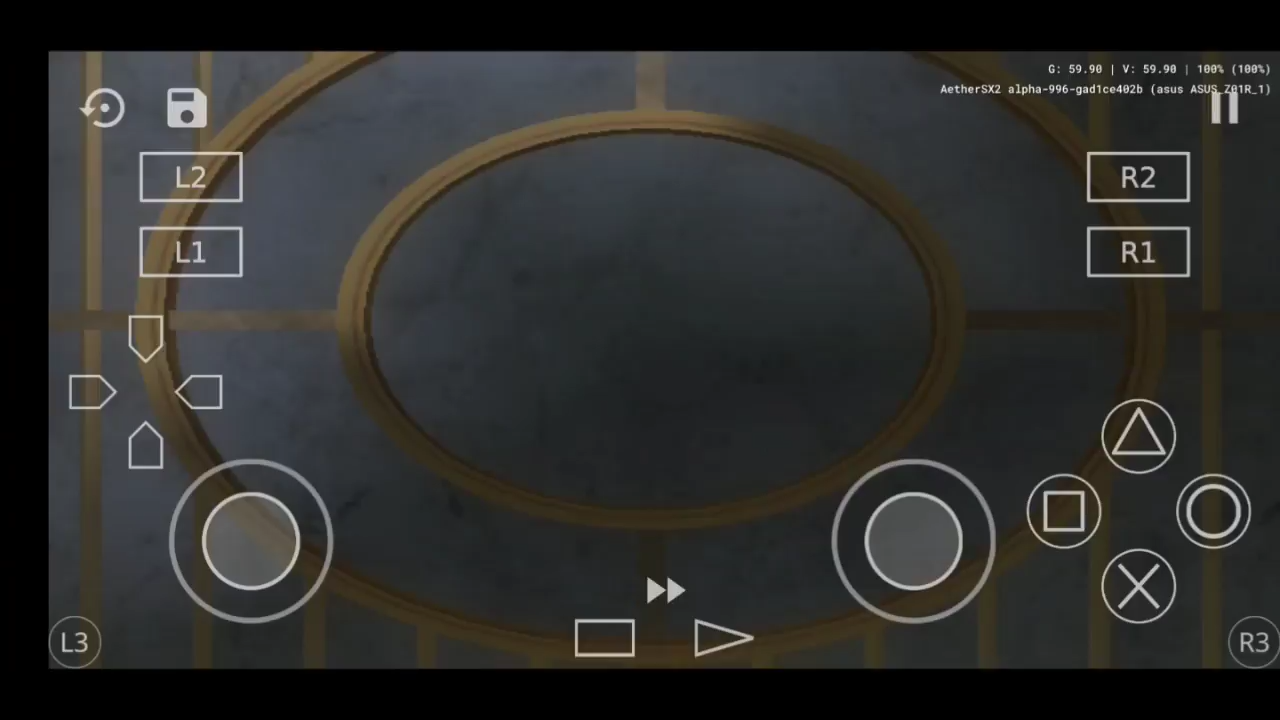 G: 59.90 | V: 59.90 | 100% (100%)
AetherSX2 alpha-996-gad1ce402b (asus ASUS_Z01R_1)
L2
R2
L1
R1
L3
R3